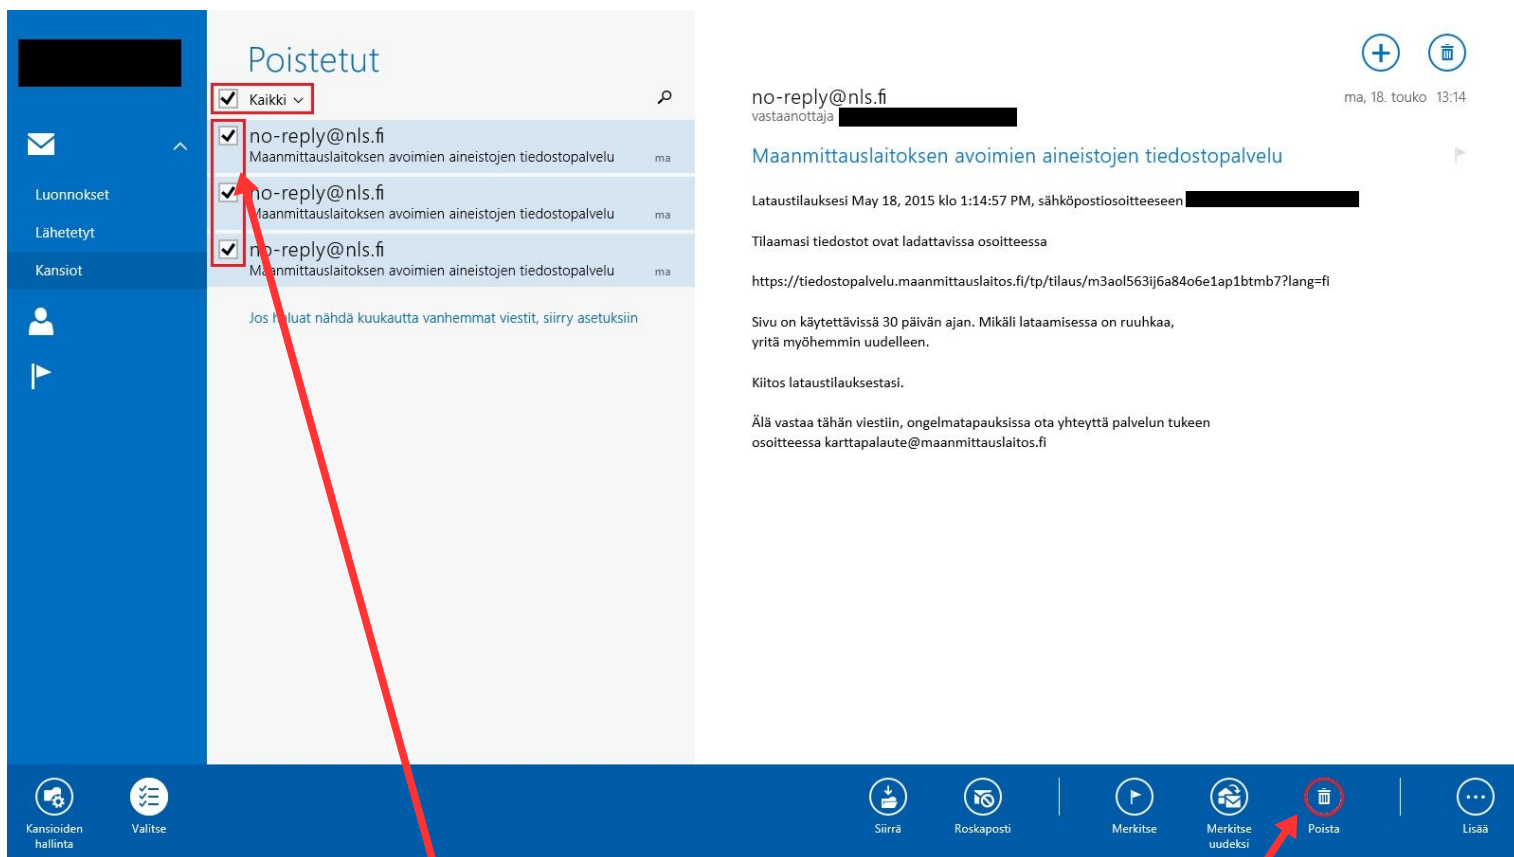 Poistetut
Kaikki
no-reply@nls.fi
Maanmittauslaitoksen avoimien aineistojen tiedostopalvelu ma
no-reply@nls.fi
Maanmittauslaitoksen avoimien aineistojen tiedostopalvelu ma
no-reply@nls.fi
Maanmittauslaitoksen avoimien aineistojen tiedostopalvelu ma
Jos haluat nähdä kuukautta vanhemmat viestit, siirry asetuksiin
Luonnokset
Lähetetyt
Kansiot
no-reply@nls.fi
ma, 18. touko 13:14
vastaanottaja
Maanmittauslaitoksen avoimien aineistojen tiedostopalvelu
Lataustilauksesi May 18, 2015 klo 1:14:57 PM, sähköpostiosoitteeseen
Tilaamasi tiedostot ovat ladattavissa osoitteessa
https://tiedostopalvelu.maanmittauslaitos.fi/tp/tilaus/m3aol563ij6a84o6e1ap1btmb7?lang=fi
Sivu on käytettävissä 30 päivän ajan. Mikäli lataamisessa on ruuhkaa,
yritä myöhemmin uudelleen.
Kiitos lataustilauksestasi.
Älä vastaa tähän viestiin, ongelmatapauksissa ota yhteyttä palvelun tukeen
osoitteessa karttapalaute@maanmittauslaitos.fi
Kansioiden
hallinta
Valitse
Siirrä
Roskaposti
Merkitse
Merkitse
uudeksi
Poista
Lisää